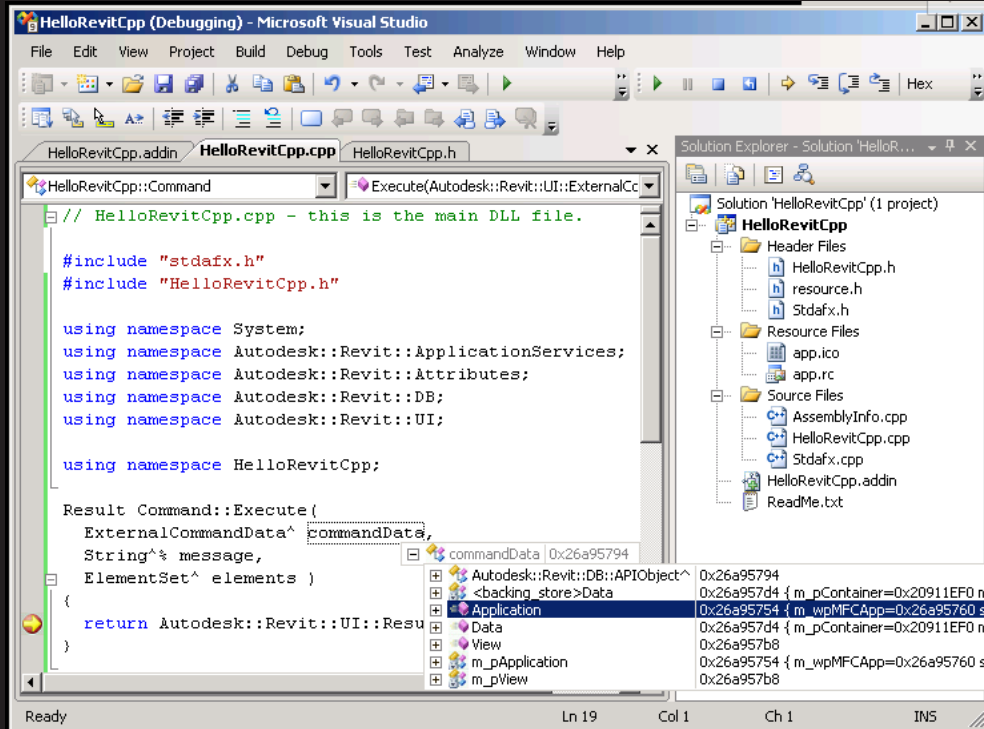 HelloRevitCpp (Debugging) - Microsoft Visual Studio
File Edit View Project Build Debug Tools Test Analyze Window Help
Hex
HelloRevitCpp.addin HelloRevitCpp.cpp HelloRevitCpp.h
HelloRevitCpp::Command Execute(Autodesk::Revit::UI::ExternalCc
// HelloRevitCpp.cpp - this is the main DLL file.
#include "stdafx.h"
#include "HelloRevitCpp.h"
using namespace System;
using namespace Autodesk::Revit::ApplicationServices;
using namespace Autodesk::Revit::Attributes;
using namespace Autodesk::Revit::DB;
using namespace Autodesk::Revit::UI;
using namespace HelloRevitCpp;
Result Command::Execute(
ExternalCommandData^ commandData,
String^% message,
ElementSet^ elements )
{
return Autodesk::Revit::UI::Resu
}
commandData 0x26a95794
Autodesk::Revit::DB::APIObject^ 0x26a95794
<backing_store>Data 0x26a957d4 { m_pContainer=0x20911EF0 n
Application 0x26a95754 { m_wpMFCApp=0x26a95760 s
Data 0x26a957d4 { m_pContainer=0x20911EF0 n
View 0x26a957b8
m_pApplication 0x26a95754 { m_wpMFCApp=0x26a95760 s
m_pView 0x26a957b8
Solution Explorer - Solution 'HelloR...
Solution 'HelloRevitCpp' (1 project)
HelloRevitCpp
Header Files
HelloRevitCpp.h
resource.h
Stdafx.h
Resource Files
app.ico
app.rc
Source Files
AssemblyInfo.cpp
HelloRevitCpp.cpp
Stdafx.cpp
HelloRevitCpp.addin
ReadMe.txt
Ready Ln 19 Col 1 Ch 1 INS